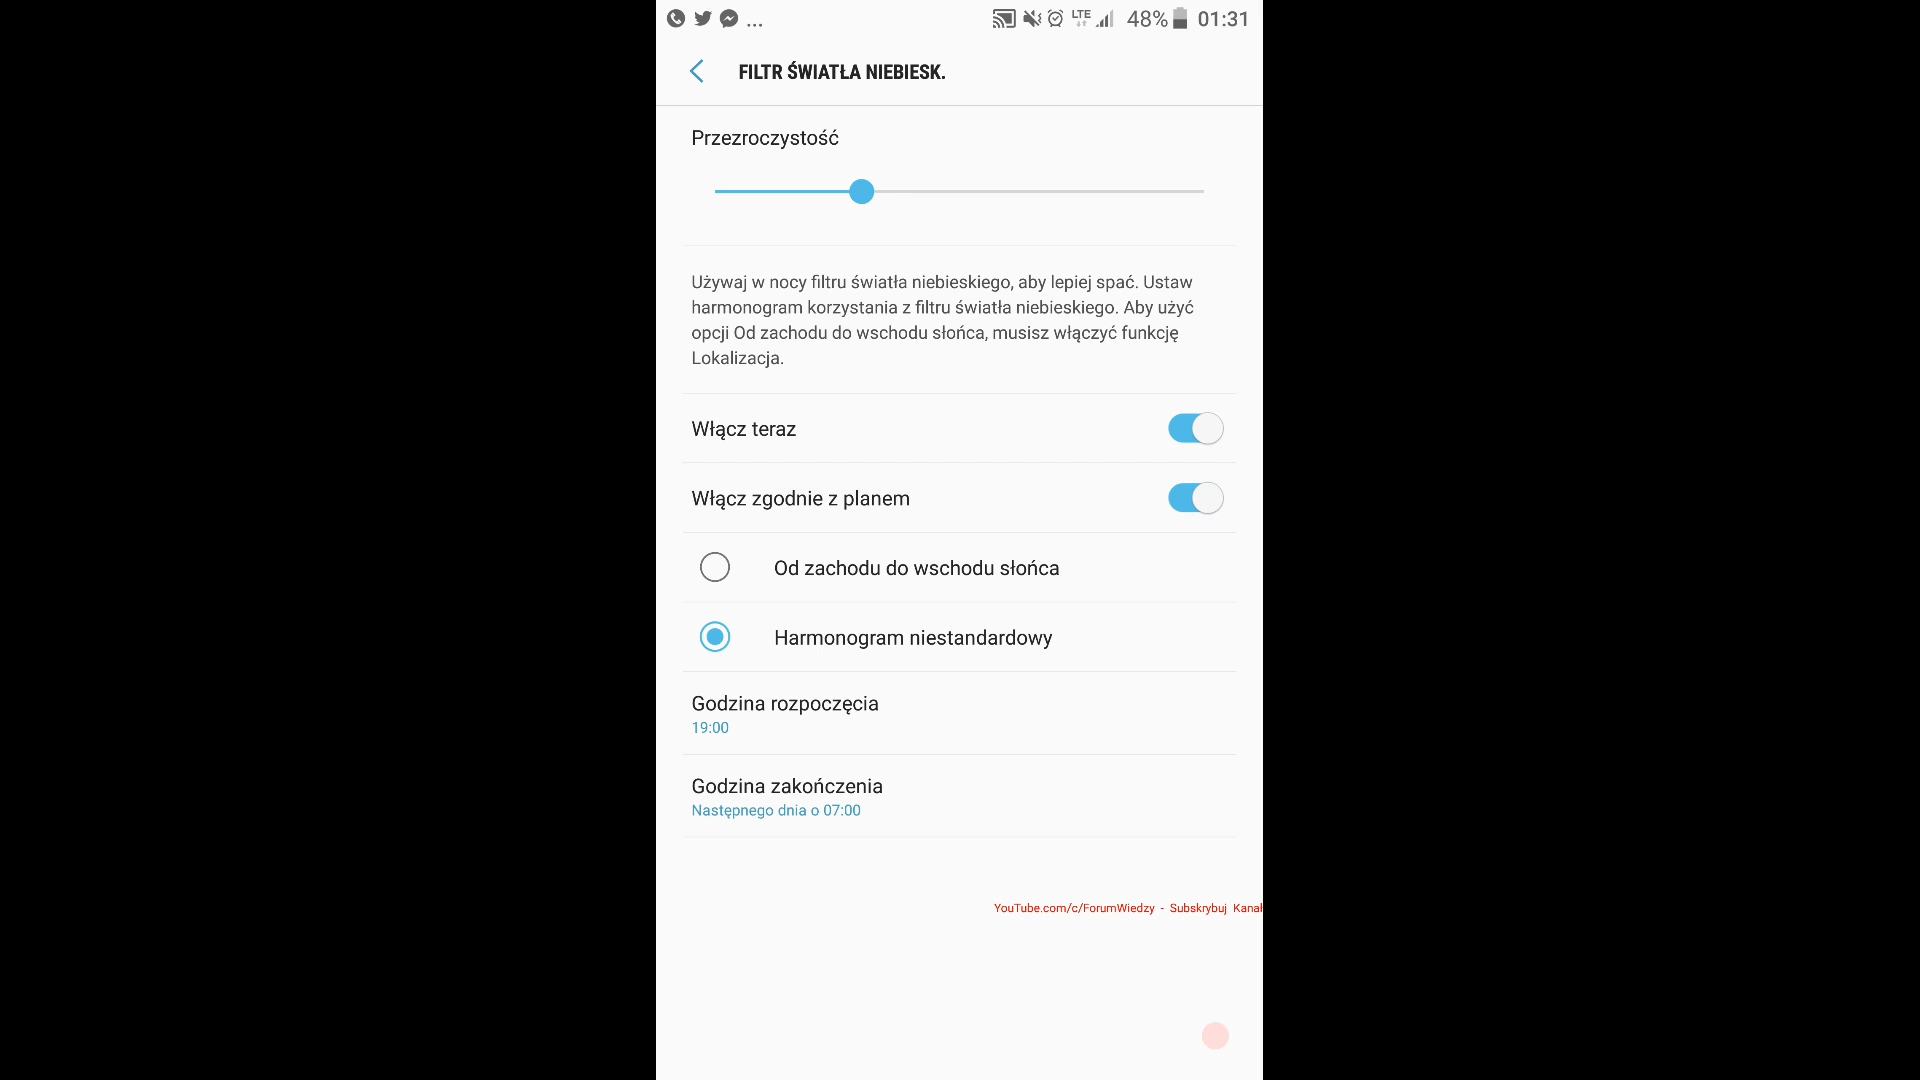 ... LTE 48% 01:31
FILTR ŚWIATŁA NIEBIESK.
Przezroczystość
Używaj w nocy filtru światła niebieskiego, aby lepiej spać. Ustaw
harmonogram korzystania z filtru światła niebieskiego. Aby użyć
opcji Od zachodu do wschodu słońca, musisz włączyć funkcję
Lokalizacja.
Włącz teraz
Włącz zgodnie z planem
Od zachodu do wschodu słońca
Harmonogram niestandardowy
Godzina rozpoczęcia
19:00
Godzina zakończenia
Następnego dnia o 07:00
YouTube.com/c/ForumWiedzy - Subskrybuj Kanał